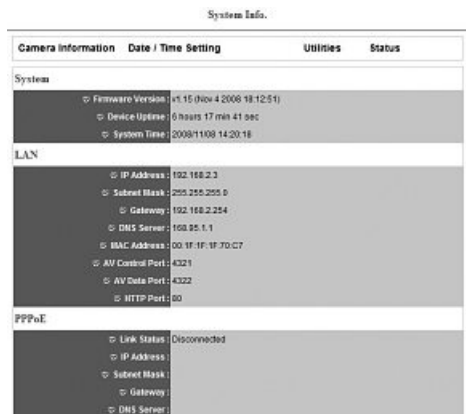 System Info.
Camera Information Date / Time Setting Utilities Status
System
Firmware Version : v1.15 (Nov 4 2008 18:12:51)
Device Uptime : 6 hours 17 min 41 sec
System Time : 2008/11/08 14:20:18
LAN
IP Address : 192.168.2.3
Subnet Mask : 255.255.255.0
Gateway : 192.168.2.254
DNS Server : 168.95.1.1
MAC Address : 00:1F:1F:1F:70:C7
AV Control Port : 4321
AV Data Port : 4322
HTTP Port : 80
PPPoE
Link Status : Disconnected
IP Address :
Subnet Mask :
Gateway :
DNS Server :